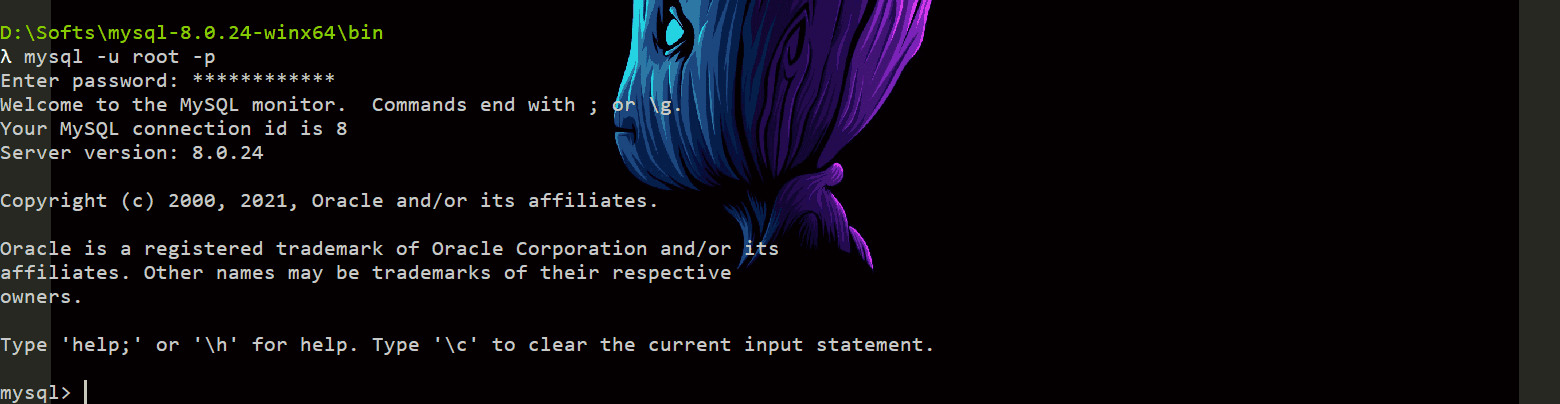 D:\Softs\mysql-8.0.24-winx64\bin
λ mysql -u root -p
Enter password: ************
Welcome to the MySQL monitor.  Commands end with ; or \g.
Your MySQL connection id is 8
Server version: 8.0.24
Copyright (c) 2000, 2021, Oracle and/or its affiliates.
Oracle is a registered trademark of Oracle Corporation and/or its
affiliates. Other names may be trademarks of their respective
owners.
Type 'help;' or '\h' for help. Type '\c' to clear the current input statement.
mysql>